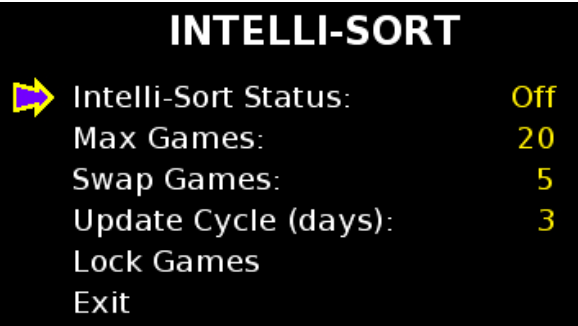 INTELLI-SORT
Intelli-Sort Status: Off
Max Games: 20
Swap Games: 5
Update Cycle (days): 3
Lock Games
Exit